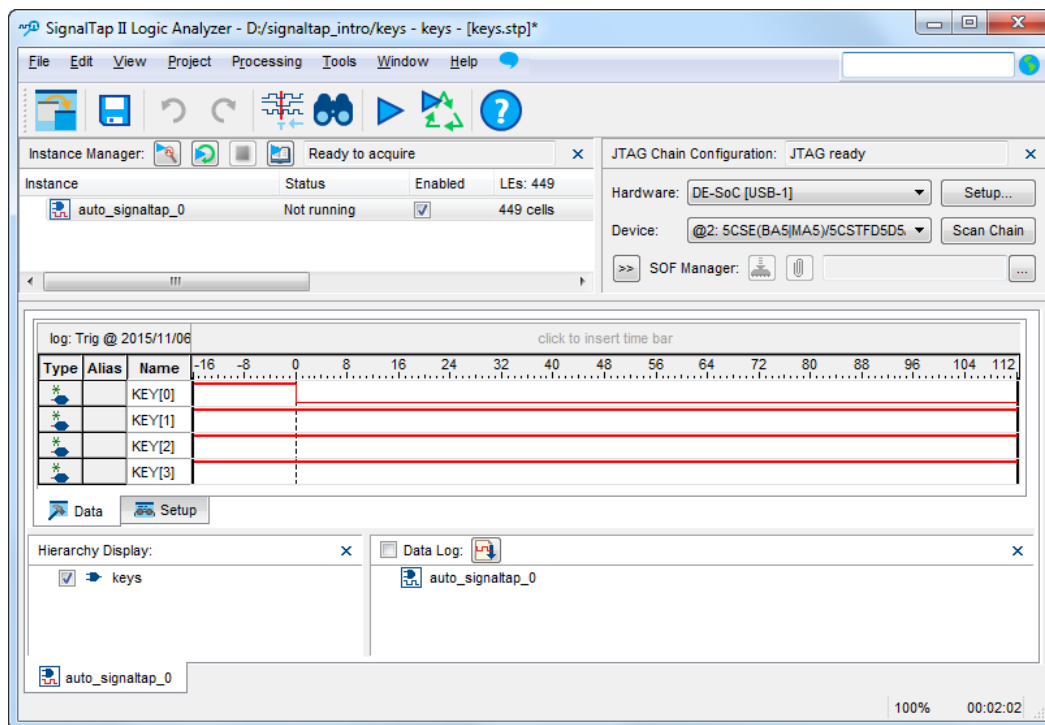 SignalTap II Logic Analyzer - D:/signaltap_intro/keys - keys - [keys.stp]*
File Edit View Project Processing Tools Window Help
Instance Manager: Ready to acquire
Instance Status Enabled LEs: 449
auto_signaltap_0 Not running 449 cells
JTAG Chain Configuration: JTAG ready
Hardware: DE-SoC [USB-1] Setup...
Device: @2: 5CSE(BA5|MA5)/5CSTFD5D5. Scan Chain
>> SOF Manager: ...
log: Trig @ 2015/11/06 click to insert time bar
Type Alias Name -16 -8 0 8 16 24 32 40 48 56 64 72 80 88 96 104 112
KEY[0]
KEY[1]
KEY[2]
KEY[3]
Data Setup
Hierarchy Display:
keys
Data Log:
auto_signaltap_0
auto_signaltap_0
100% 00:02:02